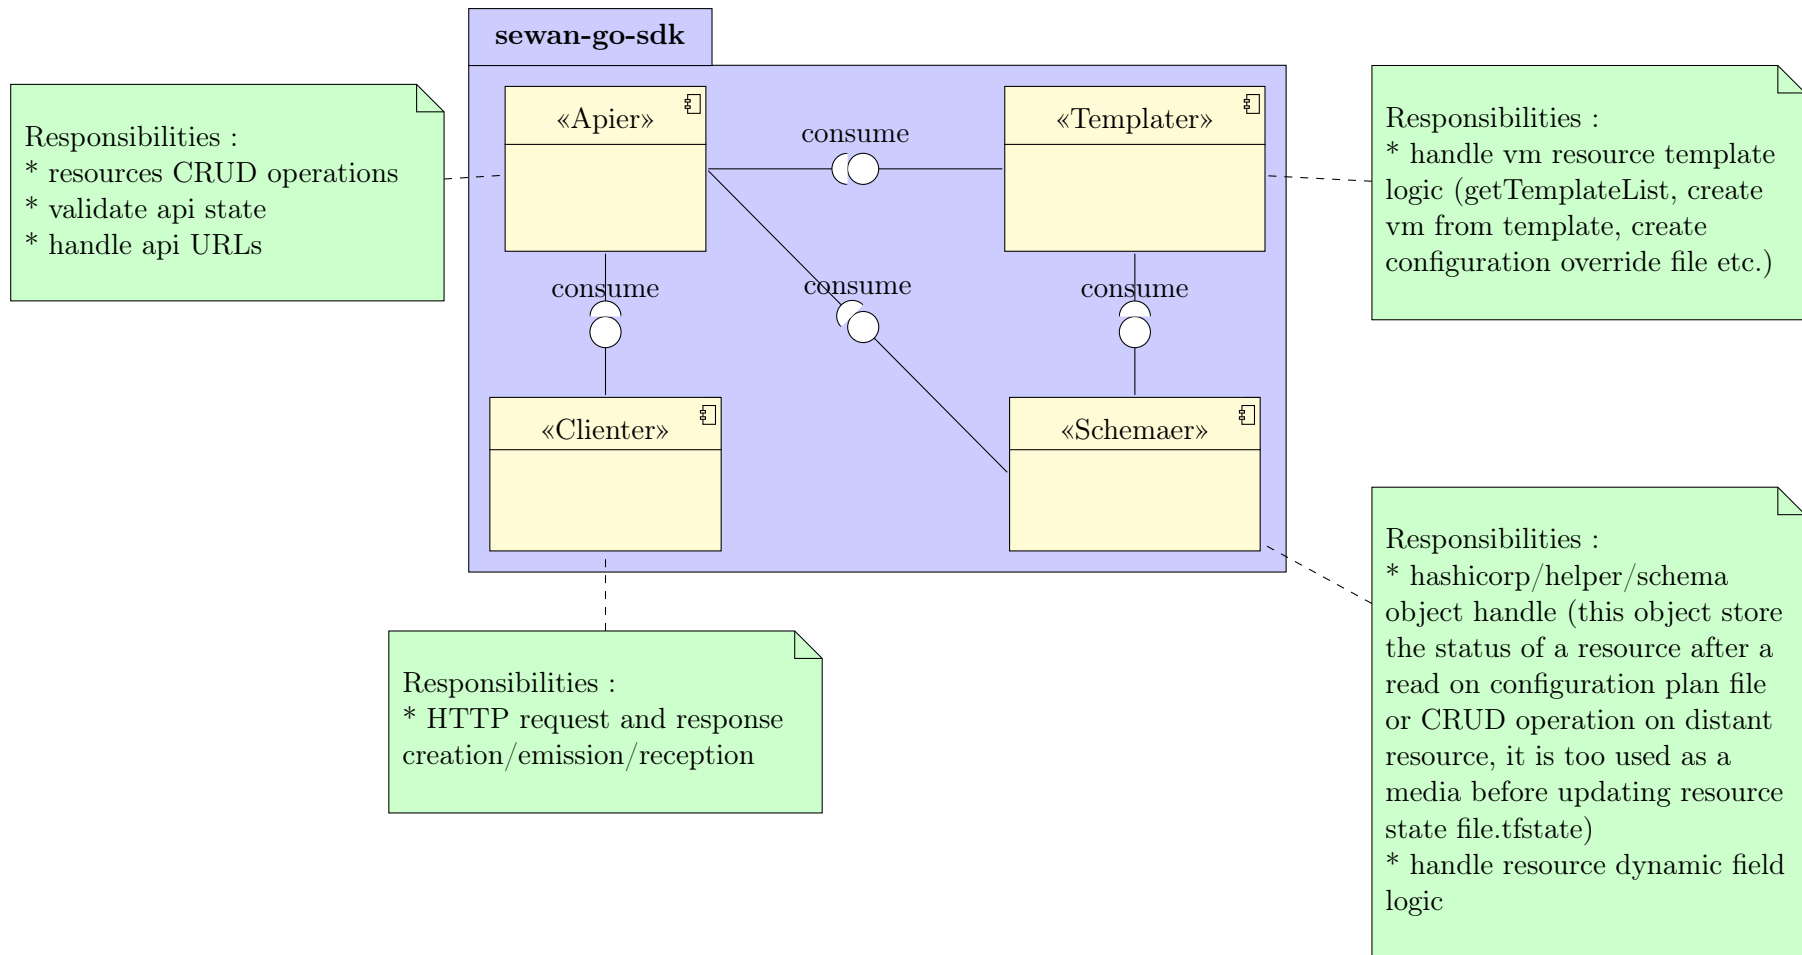 sewan-go-sdk
Responsibilities :
* resources CRUD operations
* validate api state
* handle api URLs
«Apier»
consume
«Templater»
Responsibilities :
* handle vm resource template
logic (getTemplateList, create
vm from template, create
configuration override file etc.)
consume
consume
consume
«Clienter»
«Schemaer»
Responsibilities :
* HTTP request and response
creation/emission/reception
Responsibilities :
* hashicorp/helper/schema
object handle (this object store
the status of a resource after a
read on configuration plan file
or CRUD operation on distant
resource, it is too used as a
media before updating resource
state file.tfstate)
* handle resource dynamic field
logic